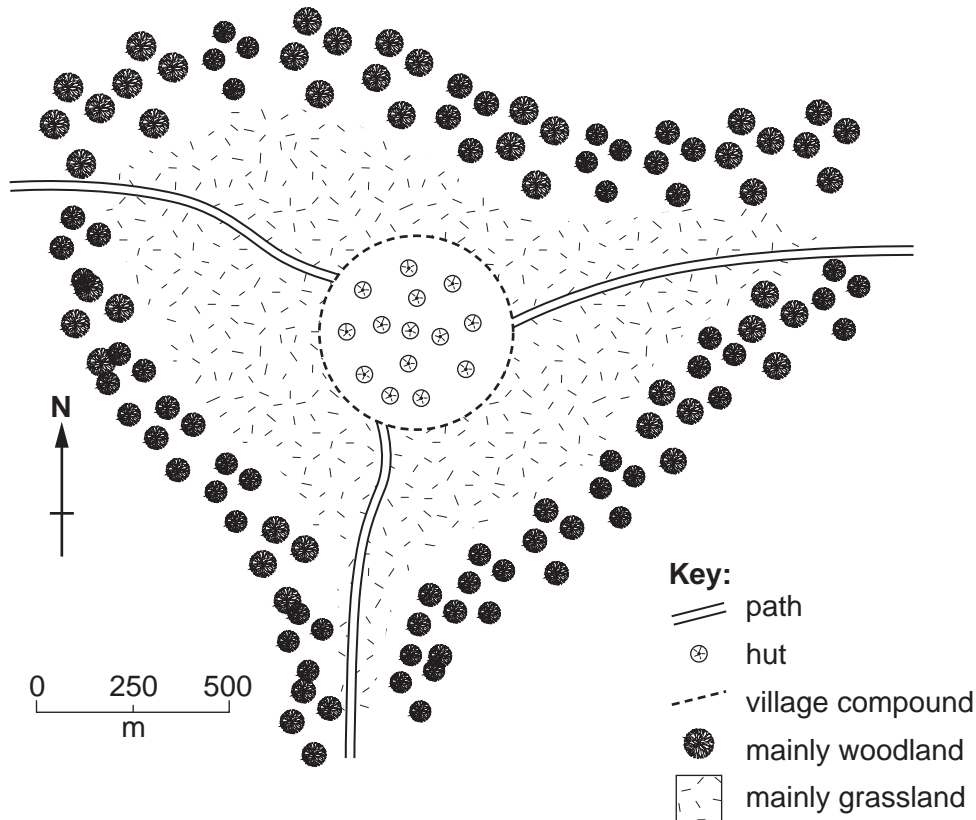 N
0 250 500
m
Key:
path
hut
village compound
mainly woodland
mainly grassland